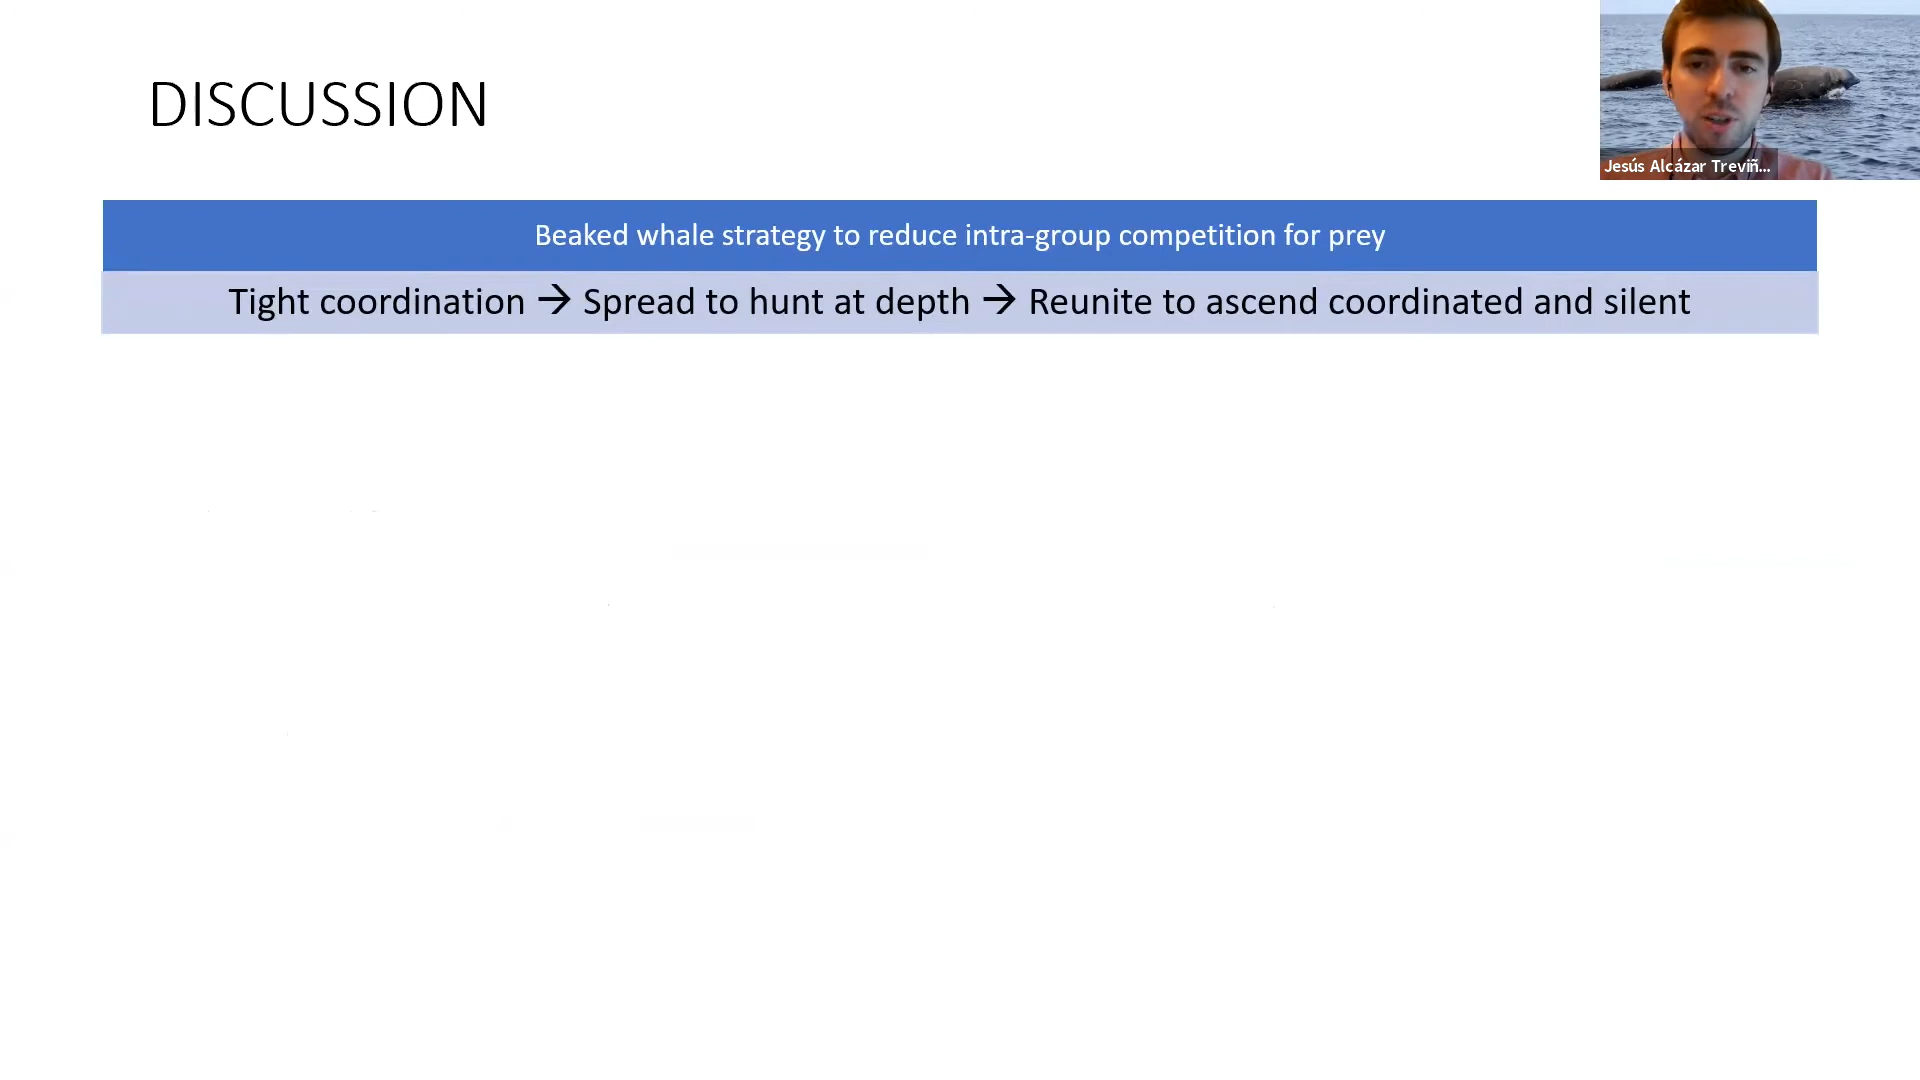 DISCUSSION
Jesús Alcázar Treviñ...
Beaked whale strategy to reduce intra-group competition for prey
Tight coordination → Spread to hunt at depth → Reunite to ascend coordinated and silent